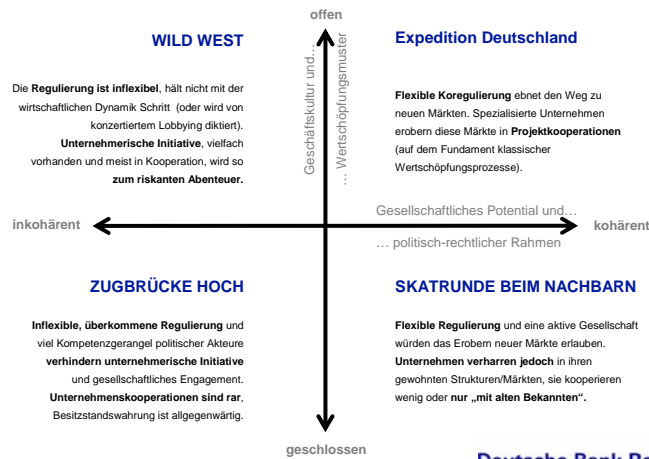 offen
WILD WEST
Die Regulierung ist inflexibel, hält nicht mit der
wirtschaftlichen Dynamik Schritt (oder wird von
konzertiertem Lobbying diktiert).
Unternehmerische Initiative, vielfach
vorhanden und meist in Kooperation, wird so
zum riskanten Abenteuer.
Geschäftskultur und…
… Wertschöpfungsmuster
Expedition Deutschland
Flexible Koregulierung ebnet den Weg zu
neuen Märkten. Spezialisierte Unternehmen
erobern diese Märkte in Projektkooperationen
(auf dem Fundament klassischer
Wertschöpfungsprozesse).
inkohärent
Gesellschaftliches Potential und…
… politisch-rechtlicher Rahmen
kohärent
ZUGBRÜCKE HOCH
Inflexible, überkommene Regulierung und
viel Kompetenzgerangel politischer Akteure
verhindern unternehmerische Initiative
und gesellschaftliches Engagement.
Unternehmenskooperationen sind rar,
Besitzstandswahrung ist allgegenwärtig.
SKATRUNDE BEIM NACHBARN
Flexible Regulierung und eine aktive Gesellschaft
würden das Erobern neuer Märkte erlauben.
Unternehmen verharren jedoch in ihren
gewohnten Strukturen/Märkten, sie kooperieren
wenig oder nur „mit alten Bekannten“.
geschlossen
Deutsche Bank